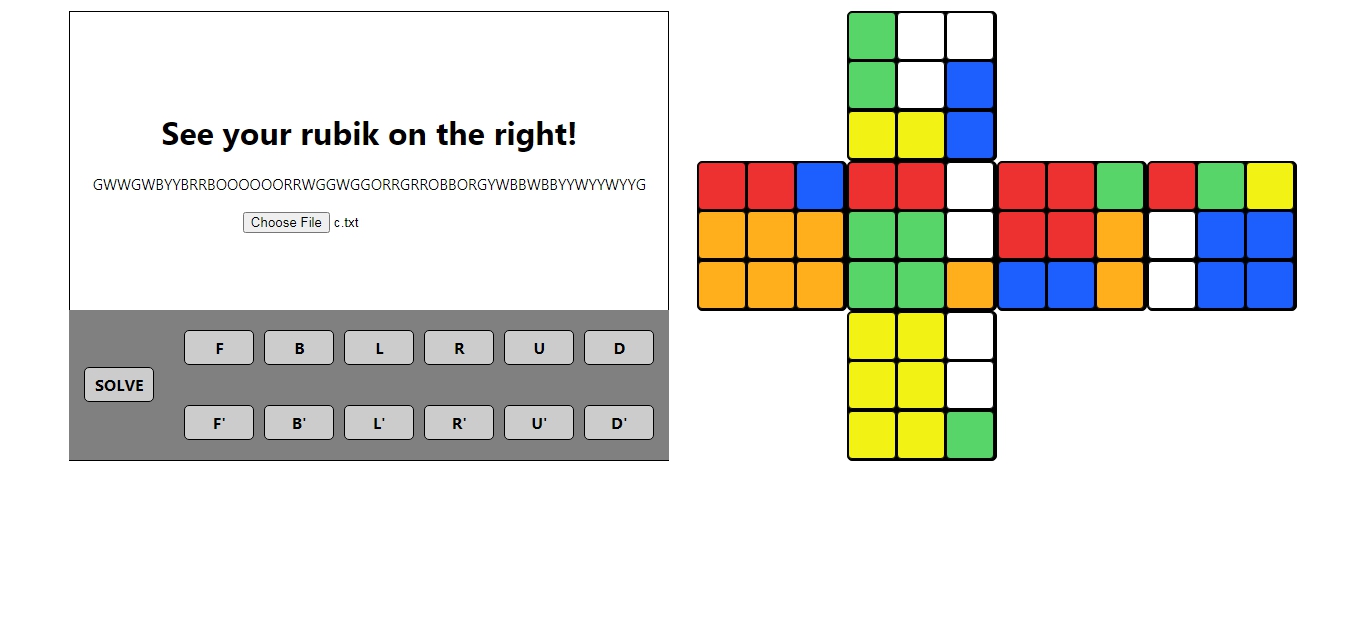 See your rubik on the right!
GWWGWBYYBRRBOOOOOORRWGGWGGORRGRROBBORGYWBBWBBYYWYYWYYG
Choose File c.txt
F B L R U D
SOLVE
F' B' L' R' U' D'